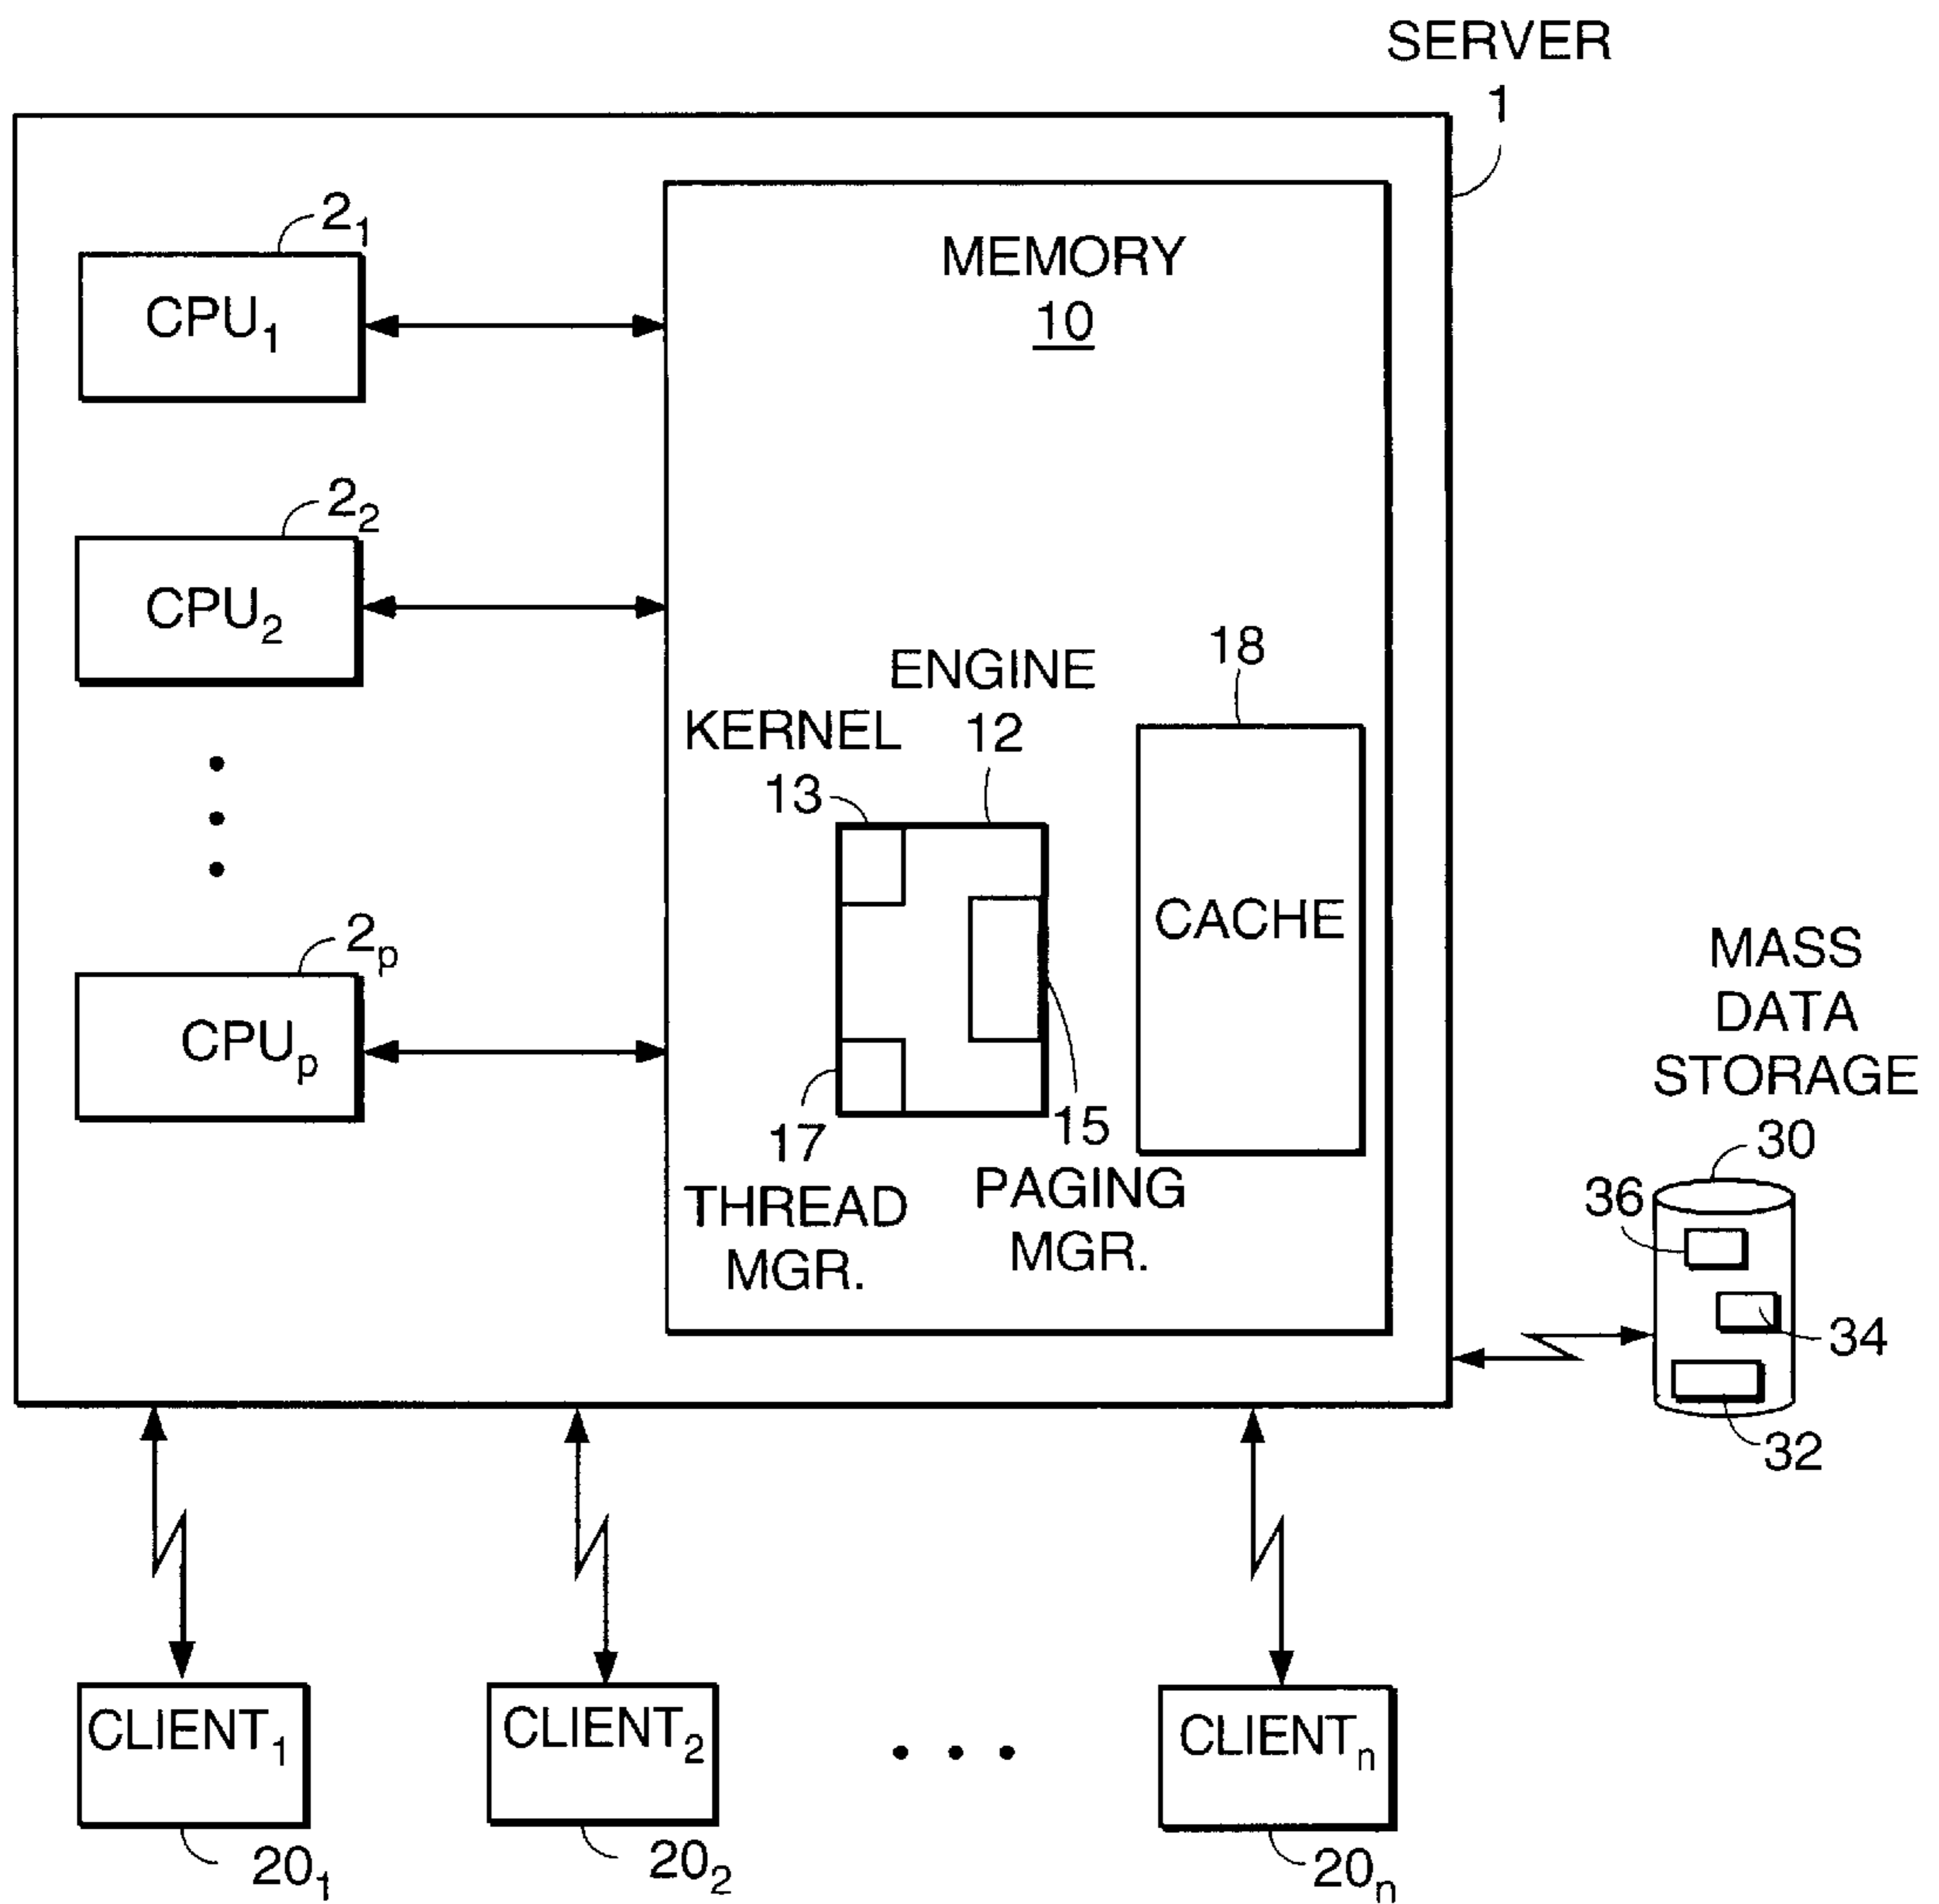 SERVER
1
2₁
CPU₁
MEMORY
10
2₂
CPU₂
ENGINE
12
18
KERNEL
13
CACHE
2ₚ
CPUₚ
17
THREAD
MGR.
15
PAGING
MGR.
MASS
DATA
STORAGE
30
36
34
32
CLIENT₁
CLIENT₂
CLIENTₙ
20₁
20₂
20ₙ